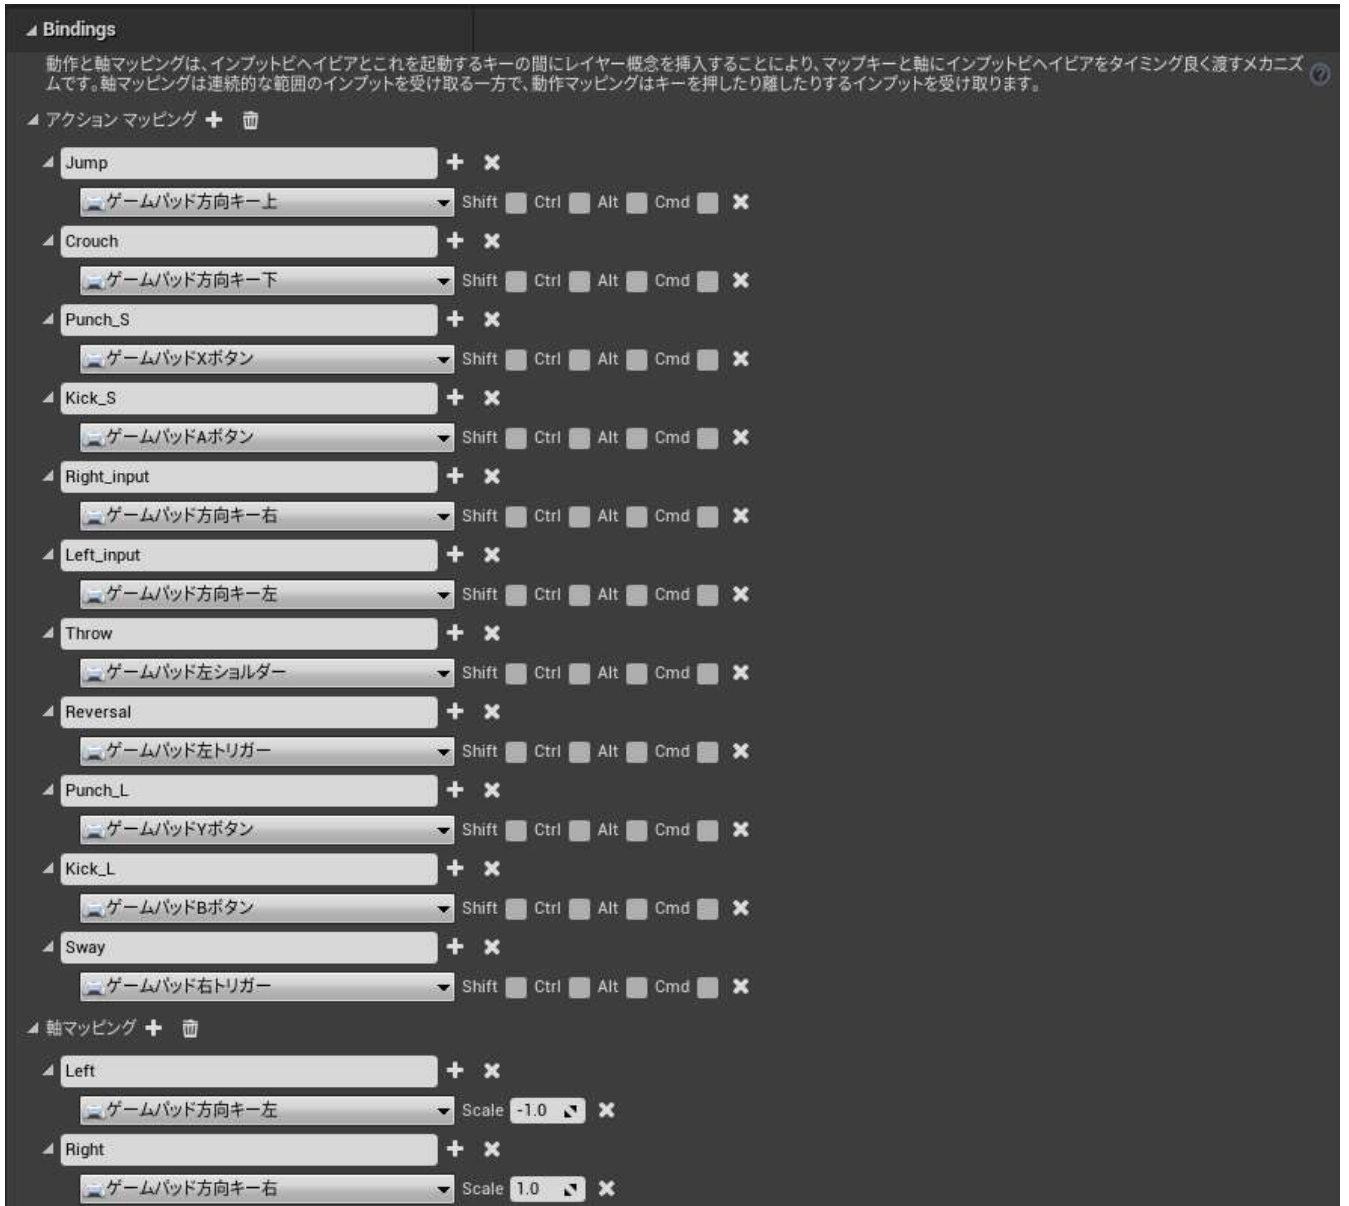 Bindings
動作と軸マッピングは、インプットビヘイビアとこれを起動するキーの間にレイヤー概念を挿入することにより、マップキーと軸にインプットビヘイビアをタイミング良く渡すメカニズ
ムです。軸マッピングは連続的な範囲のインプットを受け取る一方で、動作マッピングはキーを押したり離したりするインプットを受け取ります。
アクション マッピング
Jump
ゲームパッド方向キー上 Shift Ctrl Alt Cmd
Crouch
ゲームパッド方向キー下 Shift Ctrl Alt Cmd
Punch_S
ゲームパッドXボタン Shift Ctrl Alt Cmd
Kick_S
ゲームパッドAボタン Shift Ctrl Alt Cmd
Right_input
ゲームパッド方向キー右 Shift Ctrl Alt Cmd
Left_input
ゲームパッド方向キー左 Shift Ctrl Alt Cmd
Throw
ゲームパッド左ショルダー Shift Ctrl Alt Cmd
Reversal
ゲームパッド左トリガー Shift Ctrl Alt Cmd
Punch_L
ゲームパッドYボタン Shift Ctrl Alt Cmd
Kick_L
ゲームパッドBボタン Shift Ctrl Alt Cmd
Sway
ゲームパッド右トリガー Shift Ctrl Alt Cmd
軸マッピング
Left
ゲームパッド方向キー左 Scale -1.0
Right
ゲームパッド方向キー右 Scale 1.0